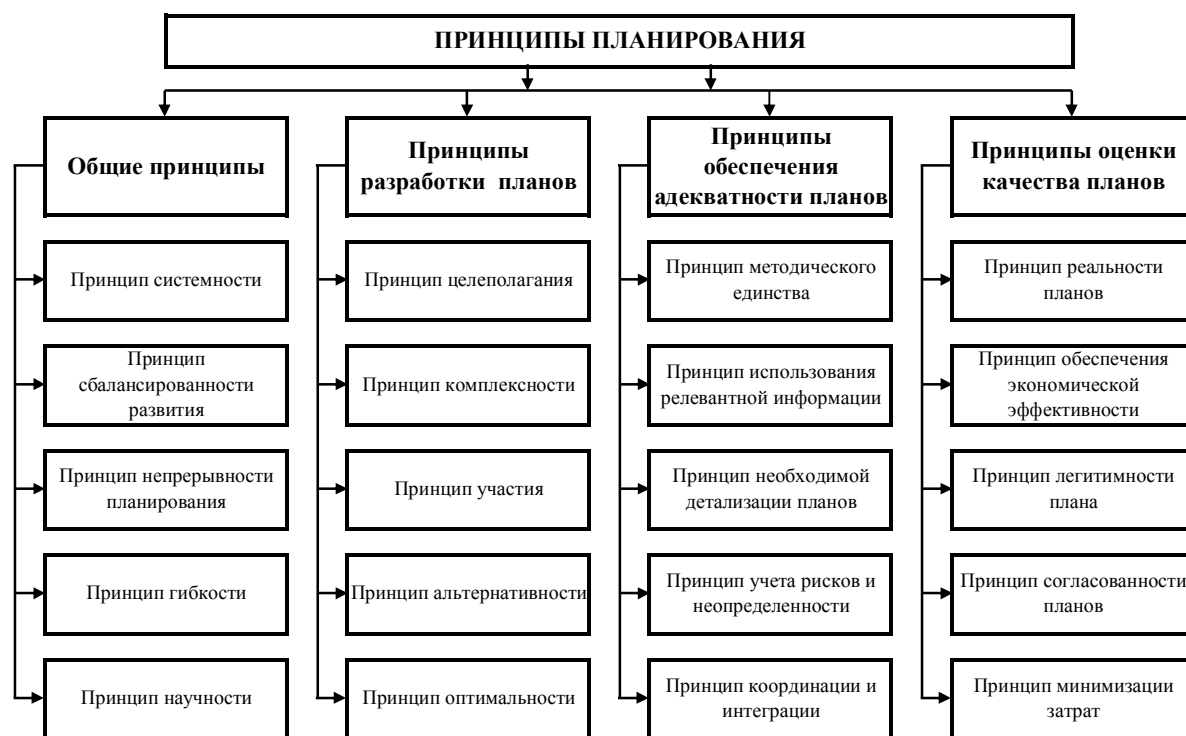 ПРИНЦИПЫ ПЛАНИРОВАНИЯ
Общие принципы
Принцип системности
Принцип
сбалансированности
развития
Принцип непрерывности
планирования
Принцип гибкости
Принцип научности
Принципы
разработки планов
Принцип целеполагания
Принцип комплексности
Принцип участия
Принцип альтернативности
Принцип оптимальности
Принципы
обеспечения
адекватности планов
Принцип методического
единства
Принцип использования
релевантной информации
Принцип необходимой
детализации планов
Принцип учета рисков и
неопределенности
Принцип координации и
интеграции
Принципы оценки
качества планов
Принцип реальности
планов
Принцип обеспечения
экономической
эффективности
Принцип легитимности
плана
Принцип согласованности
планов
Принцип минимизации
затрат